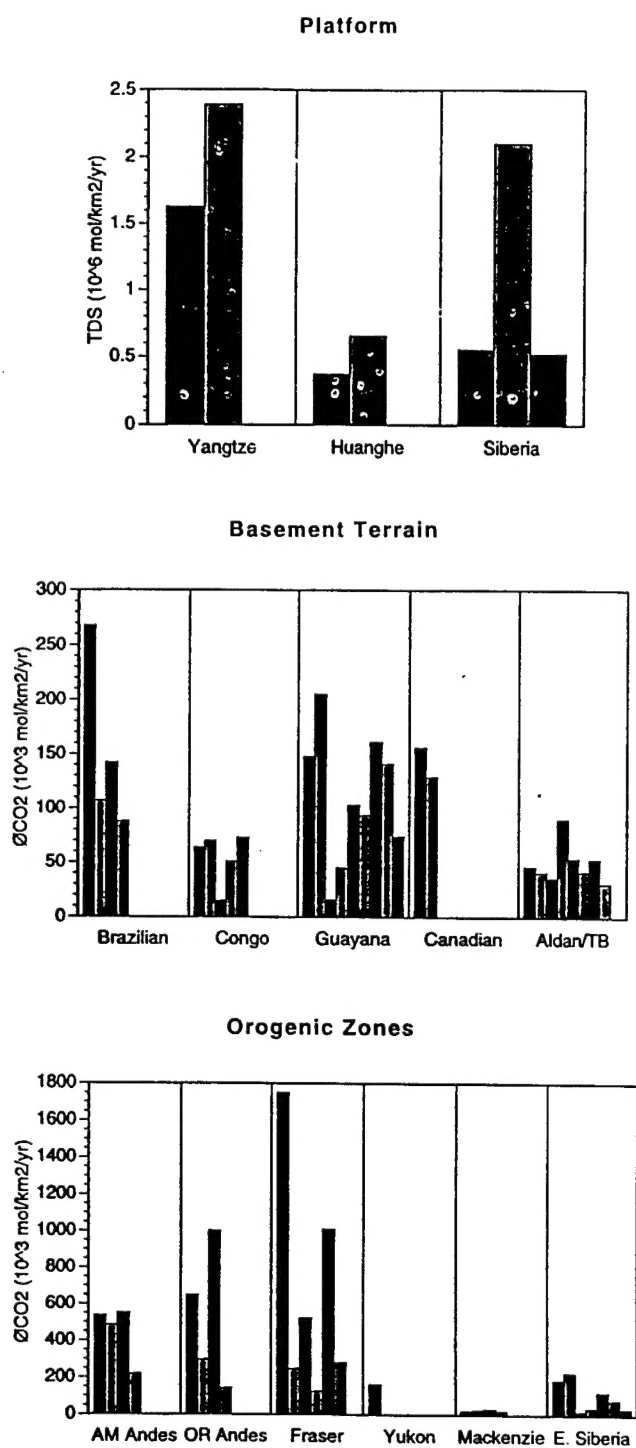 Platform
TDS (10^6 mol/km2/yr)
2.5
2
1.5
1
0.5
0
Yangtze Huanghe Siberia
Basement Terrain
ØCO2 (10^3 mol/km2/yr)
300
250
200
150
100
50
0
Brazilian Congo Guayana Canadian Aldan/TB
Orogenic Zones
ØCO2 (10^3 mol/km2/yr)
1800
1600
1400
1200
1000
800
600
400
200
0
AM Andes OR Andes Fraser Yukon Mackenzie E. Siberia